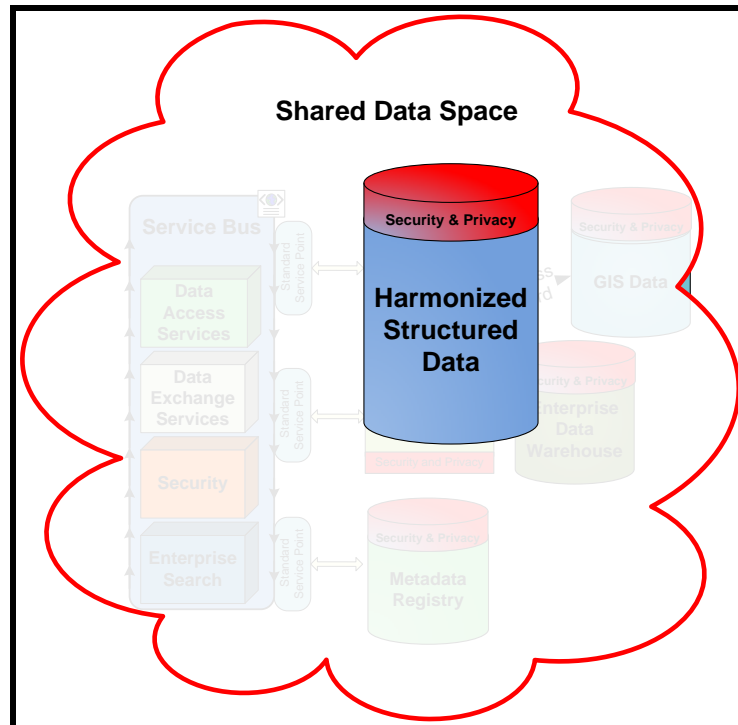 Shared Data Space
Service Bus
Data
Access
Services
Data
Exchange
Services
Security
Enterprise
Search
Standard
Service Point
Standard
Service Point
Standard
Service Point
Security & Privacy
Harmonized
Structured
Data
Security & Privacy
GIS Data
Security & Privacy
Enterprise
Data
Warehouse
Security and Privacy
Security & Privacy
Metadata
Registry